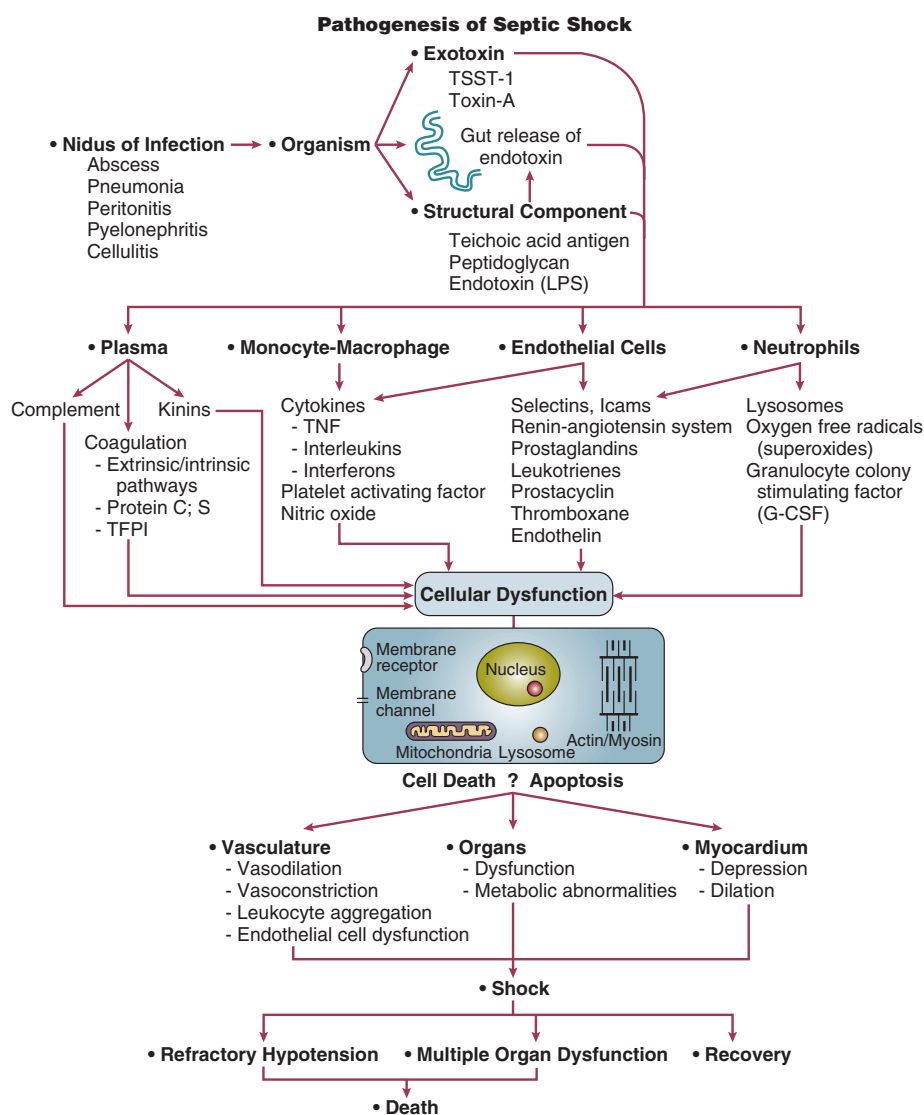 Pathogenesis of Septic Shock
• Exotoxin
TSST-1
Toxin-A
• Nidus of Infection
Abscess
Pneumonia
Peritonitis
Pyelonephritis
Cellulitis
• Organism
Gut release of
endotoxin
• Structural Component
Teichoic acid antigen
Peptidoglycan
Endotoxin (LPS)
• Plasma
Complement
Kinins
Coagulation
- Extrinsic/intrinsic
pathways
- Protein C; S
- TFPI
• Monocyte-Macrophage
Cytokines
- TNF
- Interleukins
- Interferons
Platelet activating factor
Nitric oxide
• Endothelial Cells
Selectins, Icams
Renin-angiotensin system
Prostaglandins
Leukotrienes
Prostacyclin
Thromboxane
Endothelin
• Neutrophils
Lysosomes
Oxygen free radicals
(superoxides)
Granulocyte colony
stimulating factor
(G-CSF)
Cellular Dysfunction
Membrane
receptor
Membrane
channel
Nucleus
Mitochondria
Lysosome
Actin/Myosin
Cell Death ? Apoptosis
• Vasculature
- Vasodilation
- Vasoconstriction
- Leukocyte aggregation
- Endothelial cell dysfunction
• Organs
- Dysfunction
- Metabolic abnormalities
• Myocardium
- Depression
- Dilation
• Shock
• Refractory Hypotension
• Multiple Organ Dysfunction
• Recovery
• Death